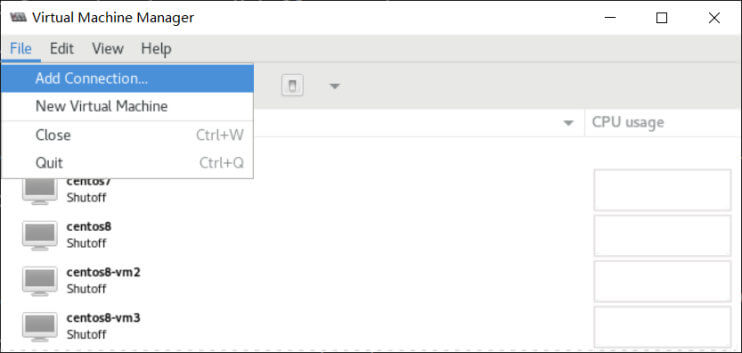 Virtual Machine Manager
File Edit View Help
Add Connection...
New Virtual Machine
Close Ctrl+W
Quit Ctrl+Q
CPU usage
centos7
Shutoff
centos8
Shutoff
centos8-vm2
Shutoff
centos8-vm3
Shutoff